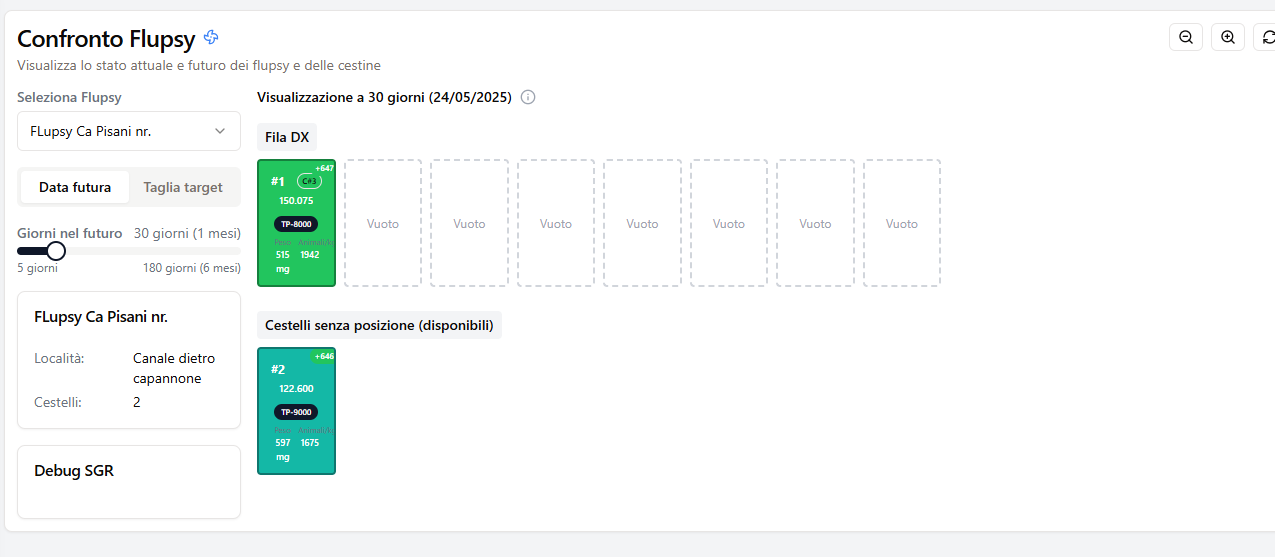 Confronto Flupsy
Visualizza lo stato attuale e futuro dei flupsy e delle cestine
Seleziona Flupsy
FLupsy Ca Pisani nr.
Data futura
Taglia target
Giorni nel futuro
30 giorni (1 mesi)
5 giorni
180 giorni (6 mesi)
FLupsy Ca Pisani nr.
Località:
Canale dietro
capannone
Cestelli:
2
Debug SGR
Visualizzazione a 30 giorni (24/05/2025)
Fila DX
+647
#1
C#3
150.075
TP-8000
Peso
Animali/kg
515
1942
mg
Vuoto
Vuoto
Vuoto
Vuoto
Vuoto
Vuoto
Vuoto
Cestelli senza posizione (disponibili)
+646
#2
122.600
TP-9000
Peso
Animali/kg
597
1675
mg